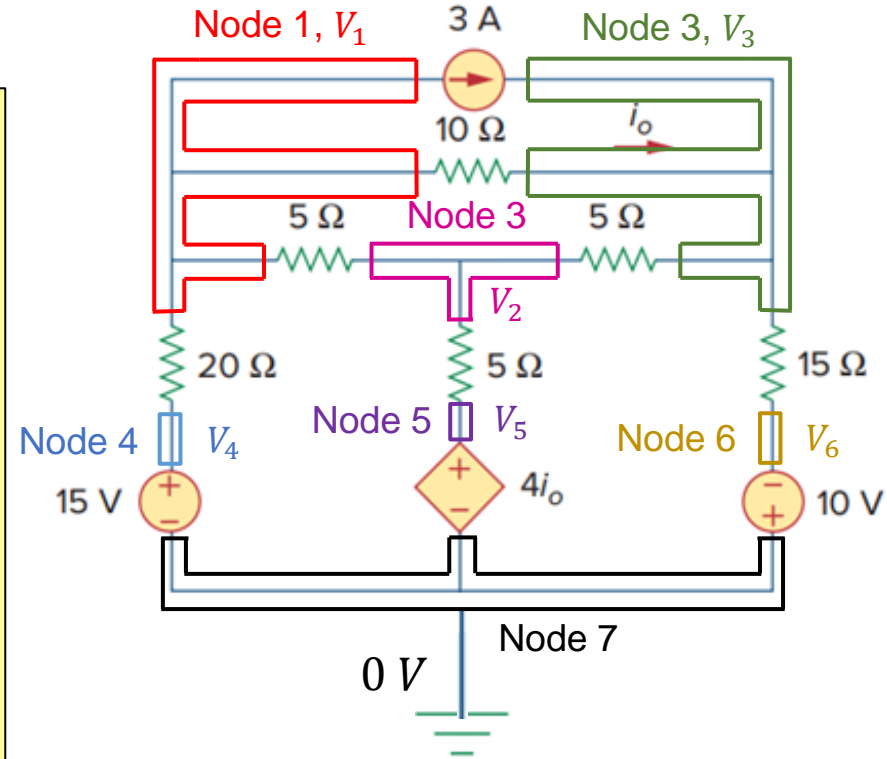 Node 1, V₁
3 A
Node 3, V₃
10 Ω
iₒ
5 Ω
Node 3
5 Ω
V₂
20 Ω
5 Ω
15 Ω
Node 4 V₄
Node 5 V₅
Node 6 V₆
15 V
+
−
+
−
4iₒ
−
+
10 V
Node 7
0 V